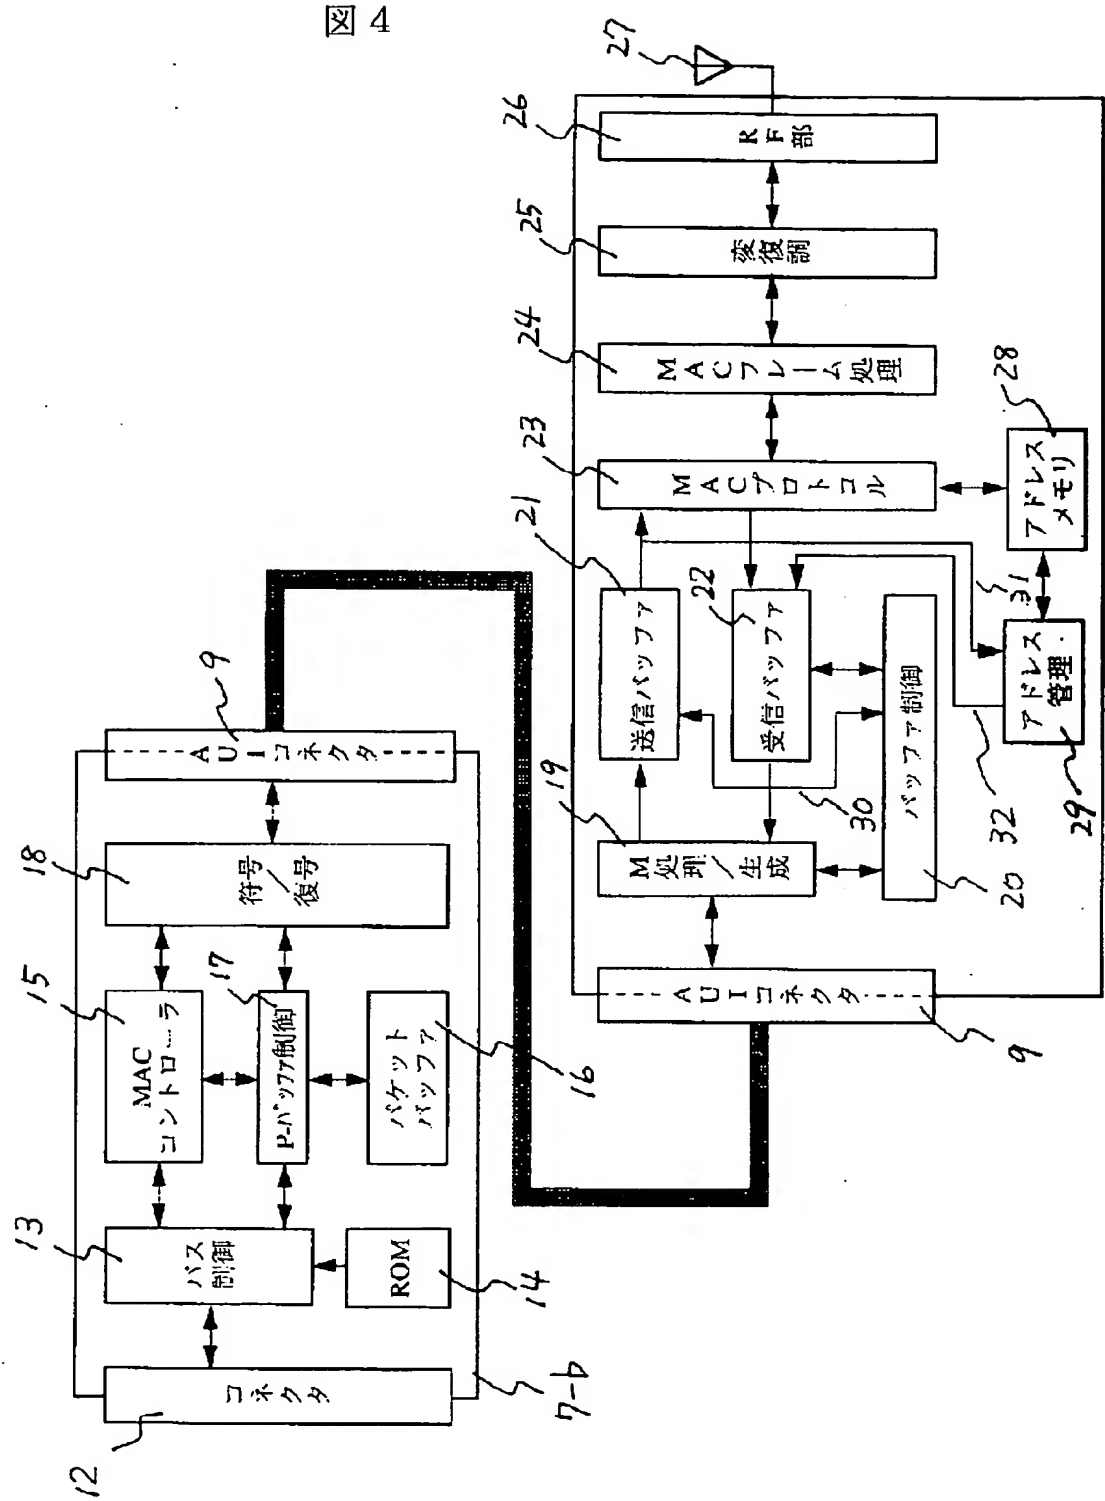 図4
12
コネクタ
7-b
13
バス
制御
14
ROM
15
MAC
コントローラ
17
P-バッファ制御
16
パケット
バッファ
18
符号/
復号
9
AUIコネクタ
9
AUIコネクタ
19
M処理/生成
20
バッファ制御
21
送信バッファ
22
受信バッファ
30
23
MACプロトコル
24
MACフレーム処理
25
変復調
26
RF部
27
28
アドレス
メモリ
29
アドレス
管理
31
32